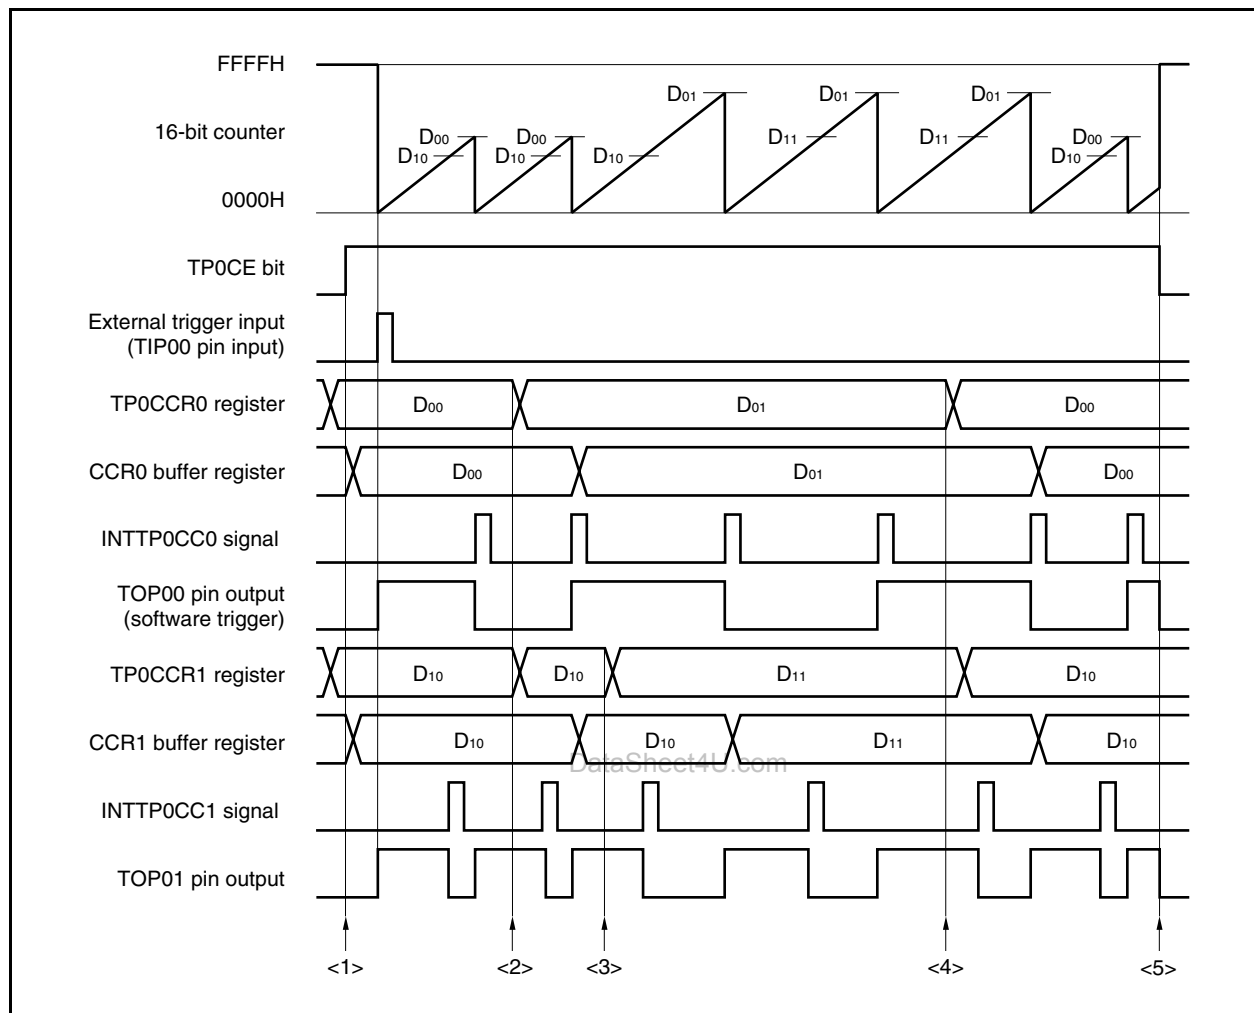 FFFFH
D01 D01 D01
16-bit counter
D00 D00 D11 D11 D00
D10 D10 D10 D10
0000H
TP0CE bit
External trigger input
(TIP00 pin input)
TP0CCR0 register D00 D01 D00
CCR0 buffer register D00 D01 D00
INTTP0CC0 signal
TOP00 pin output
(software trigger)
TP0CCR1 register D10 D10 D11 D10
CCR1 buffer register D10 D10 D11 D10
DataSheet4U.com
INTTP0CC1 signal
TOP01 pin output
<1> <2> <3> <4> <5>